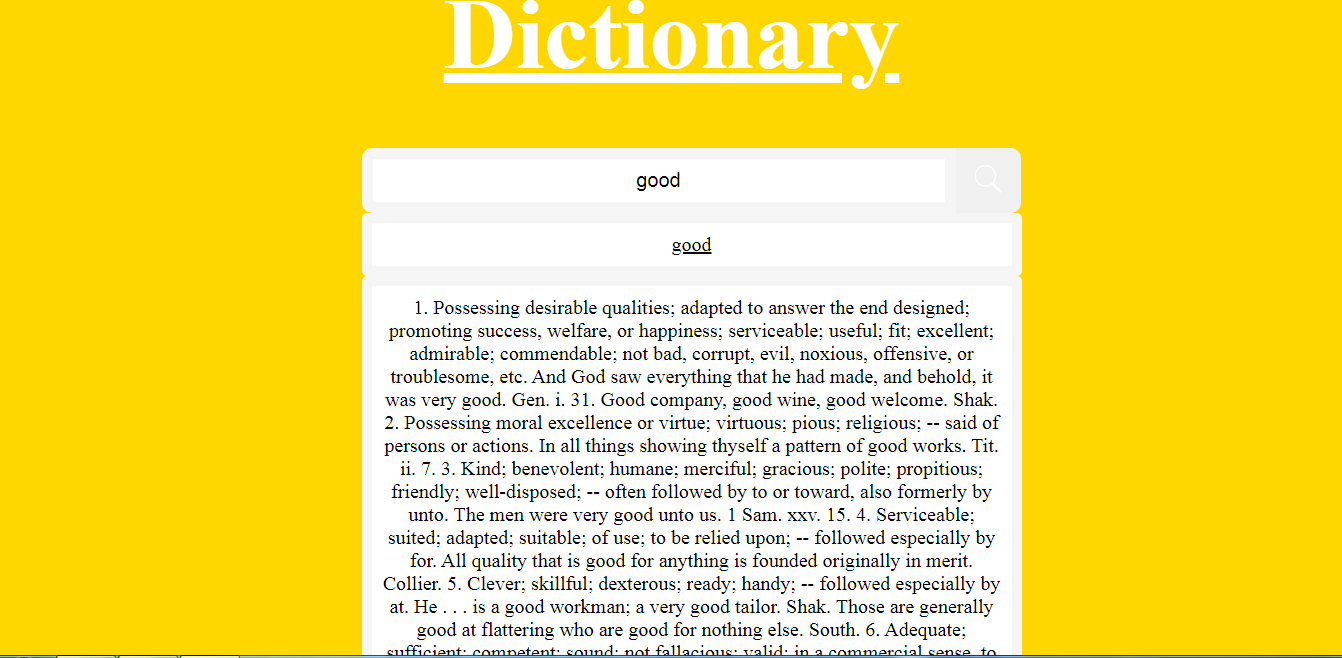 Dictionary
good
good
1. Possessing desirable qualities; adapted to answer the end designed;
promoting success, welfare, or happiness; serviceable; useful; fit; excellent;
admirable; commendable; not bad, corrupt, evil, noxious, offensive, or
troublesome, etc. And God saw everything that he had made, and behold, it
was very good. Gen. i. 31. Good company, good wine, good welcome. Shak.
2. Possessing moral excellence or virtue; virtuous; pious; religious; -- said of
persons or actions. In all things showing thyself a pattern of good works. Tit.
ii. 7. 3. Kind; benevolent; humane; merciful; gracious; polite; propitious;
friendly; well-disposed; -- often followed by to or toward, also formerly by
unto. The men were very good unto us. 1 Sam. xxv. 15. 4. Serviceable;
suited; adapted; suitable; of use; to be relied upon; -- followed especially by
for. All quality that is good for anything is founded originally in merit.
Collier. 5. Clever; skillful; dexterous; ready; handy; -- followed especially by
at. He . . . is a good workman; a very good tailor. Shak. Those are generally
good at flattering who are good for nothing else. South. 6. Adequate;
sufficient; competent; sound; not fallacious; valid; in a commercial sense, to